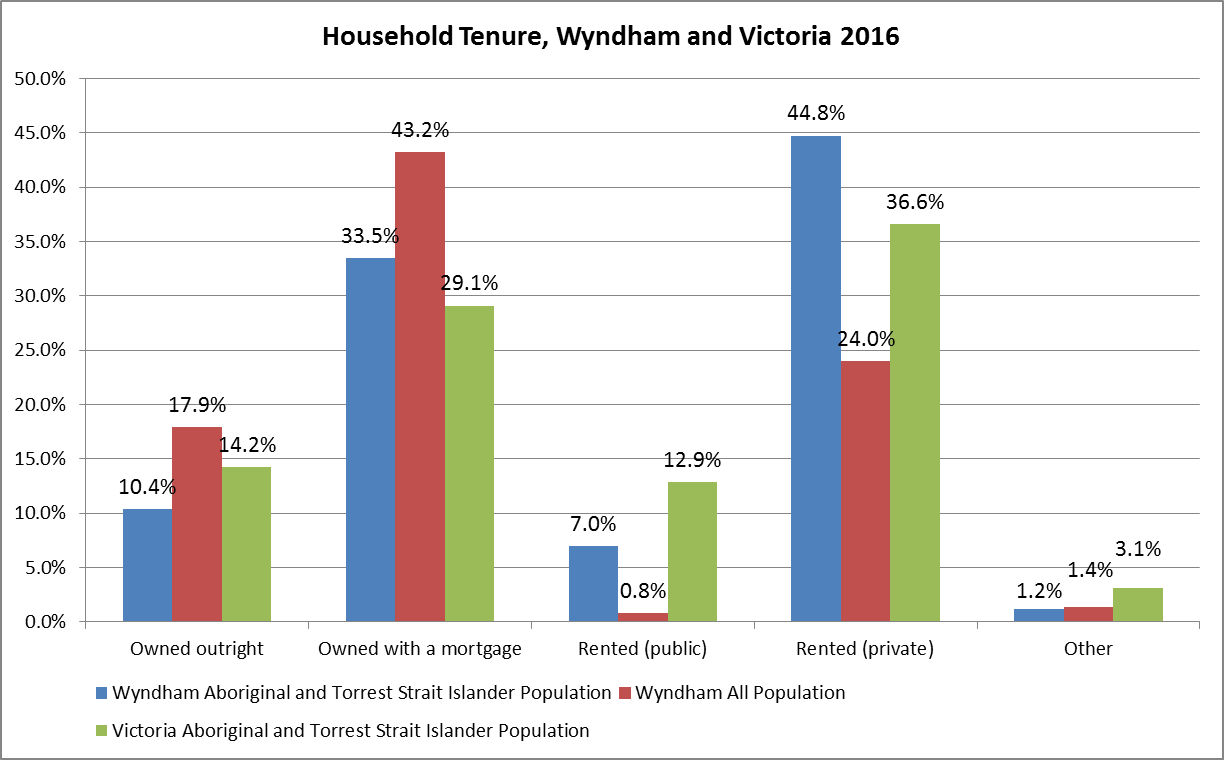 Household Tenure, Wyndham and Victoria 2016
50.0%
45.0%
40.0%
35.0%
30.0%
25.0%
20.0%
15.0%
10.0%
5.0%
0.0%
10.4%
17.9%
14.2%
33.5%
43.2%
29.1%
7.0%
0.8%
12.9%
44.8%
24.0%
36.6%
1.2%
1.4%
3.1%
Owned outright
Owned with a mortgage
Rented (public)
Rented (private)
Other
Wyndham Aboriginal and Torrest Strait Islander Population
Wyndham All Population
Victoria Aboriginal and Torrest Strait Islander Population